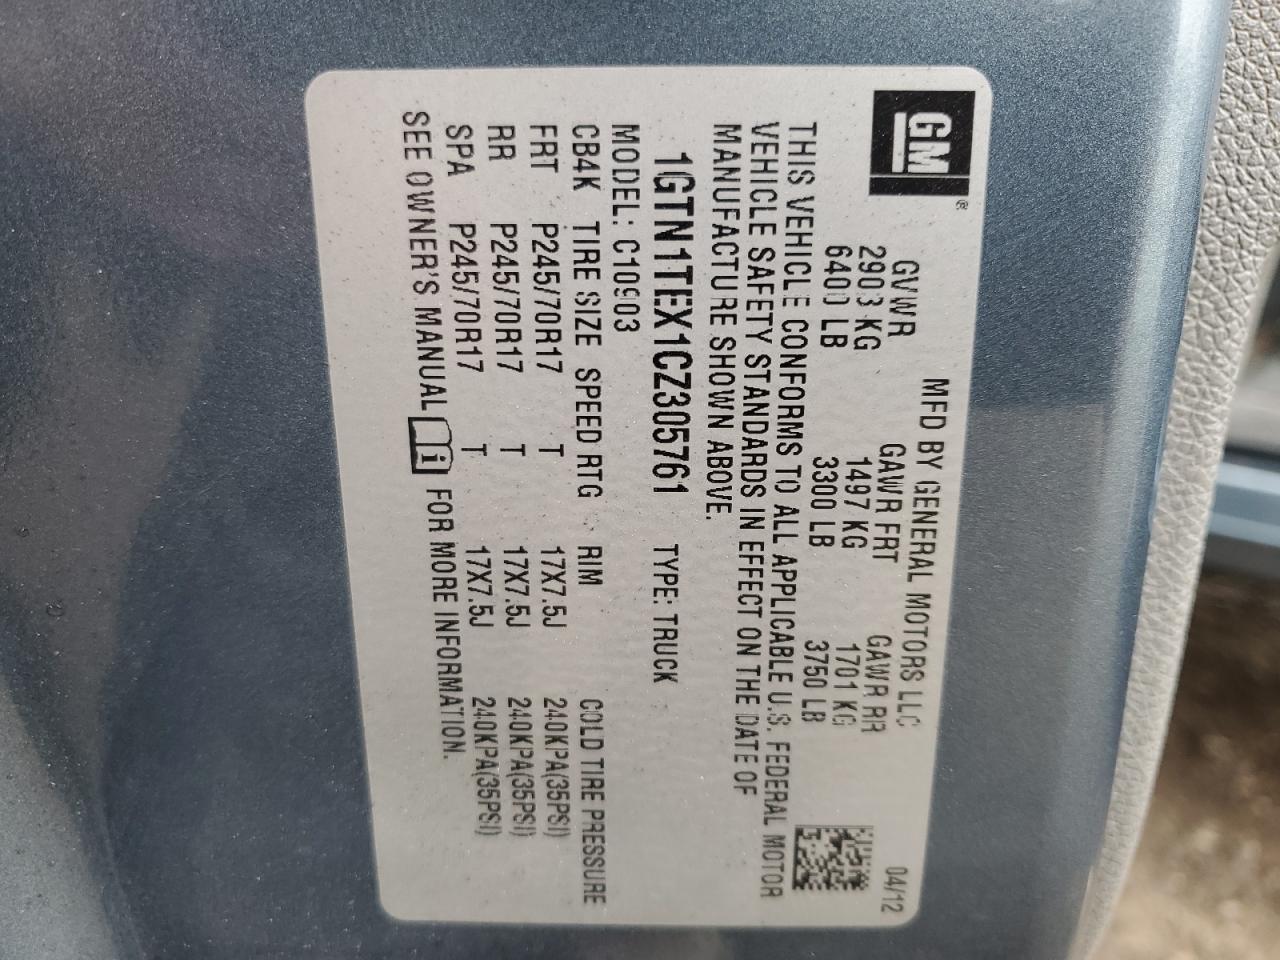 GM®
MFD BY GENERAL MOTORS LLC 04/12
GVWR GAWR FRT GAWR RR
2903 KG 1497 KG 1701 KG
6400 LB 3300 LB 3750 LB
THIS VEHICLE CONFORMS TO ALL APPLICABLE U.S. FEDERAL MOTOR
VEHICLE SAFETY STANDARDS IN EFFECT ON THE DATE OF
MANUFACTURE SHOWN ABOVE.
1GTN1TEX1CZ305761 TYPE: TRUCK
MODEL: C10903
CB4K TIRE SIZE SPEED RTG RIM COLD TIRE PRESSURE
FRT P245/70R17 T 17X7.5J 240KPA(35PSI)
RR P245/70R17 T 17X7.5J 240KPA(35PSI)
SPA P245/70R17 T 17X7.5J 240KPA(35PSI)
SEE OWNER'S MANUAL i FOR MORE INFORMATION.